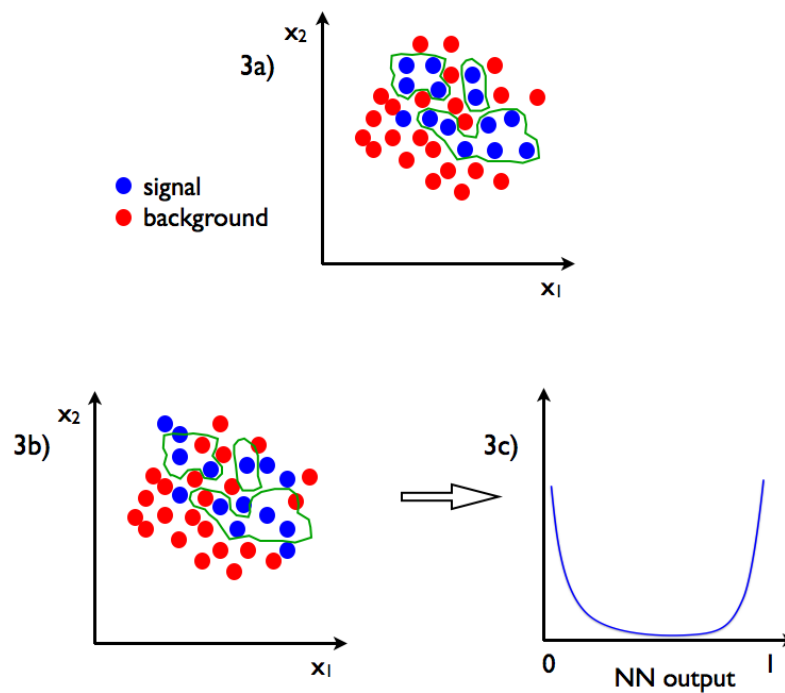 x2
3a)
signal
background
x1
x2
3b)
3c)
x1
0
1
NN output